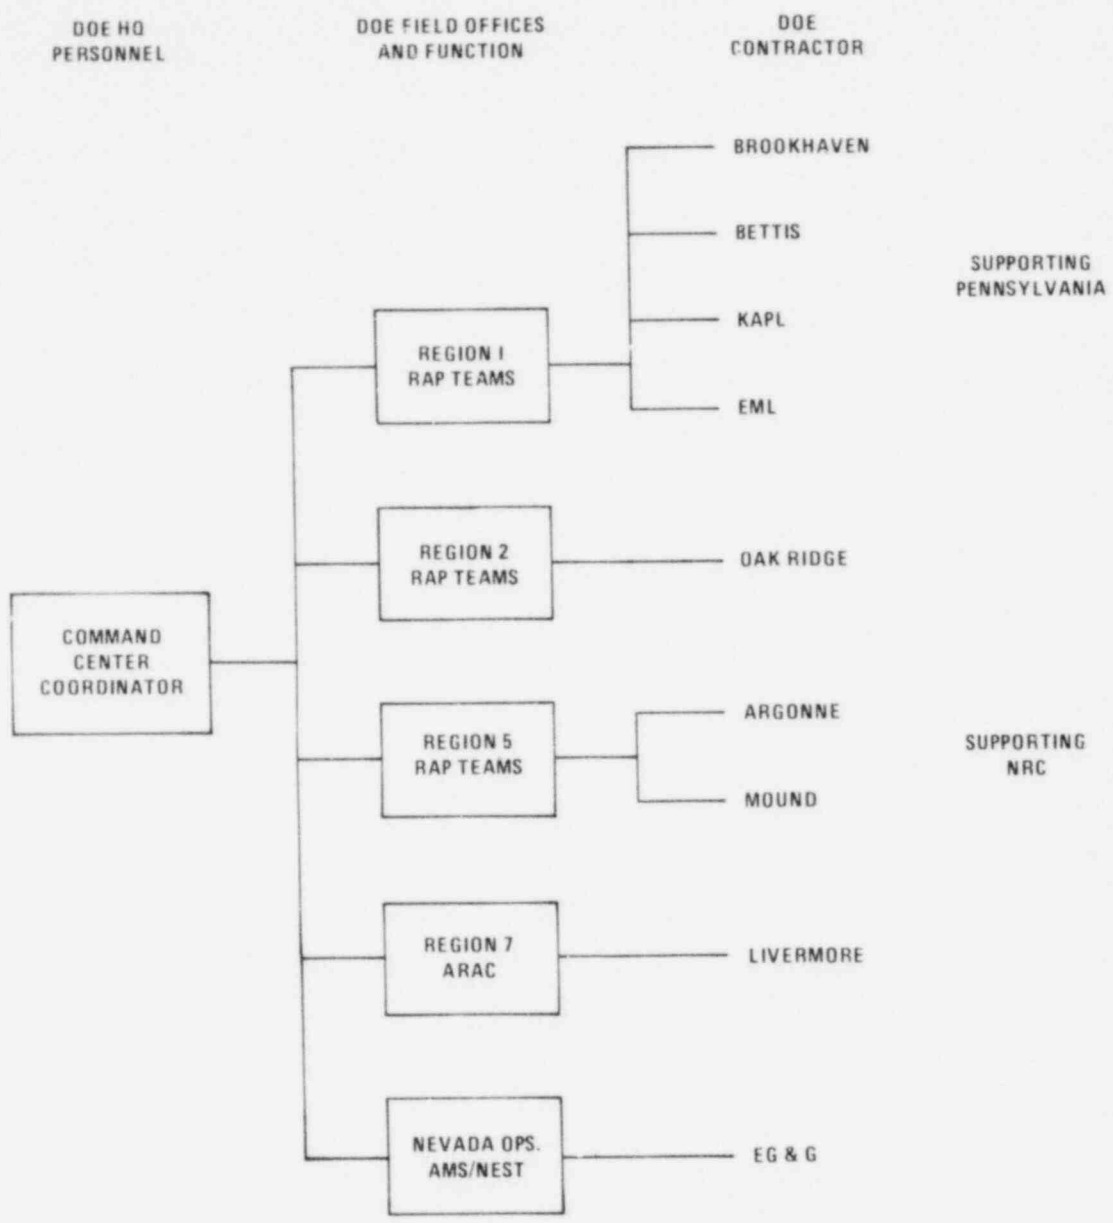 DOE HQ
PERSONNEL
DOE FIELD OFFICES
AND FUNCTION
DOE
CONTRACTOR
BROOKHAVEN
BETTIS
SUPPORTING
PENNSYLVANIA
KAPL
REGION I
RAP TEAMS
EML
REGION 2
RAP TEAMS
OAK RIDGE
COMMAND
CENTER
COORDINATOR
REGION 5
RAP TEAMS
ARGONNE
MOUND
SUPPORTING
NRC
REGION 7
ARAC
LIVERMORE
NEVADA OPS.
AMS/NEST
EG & G